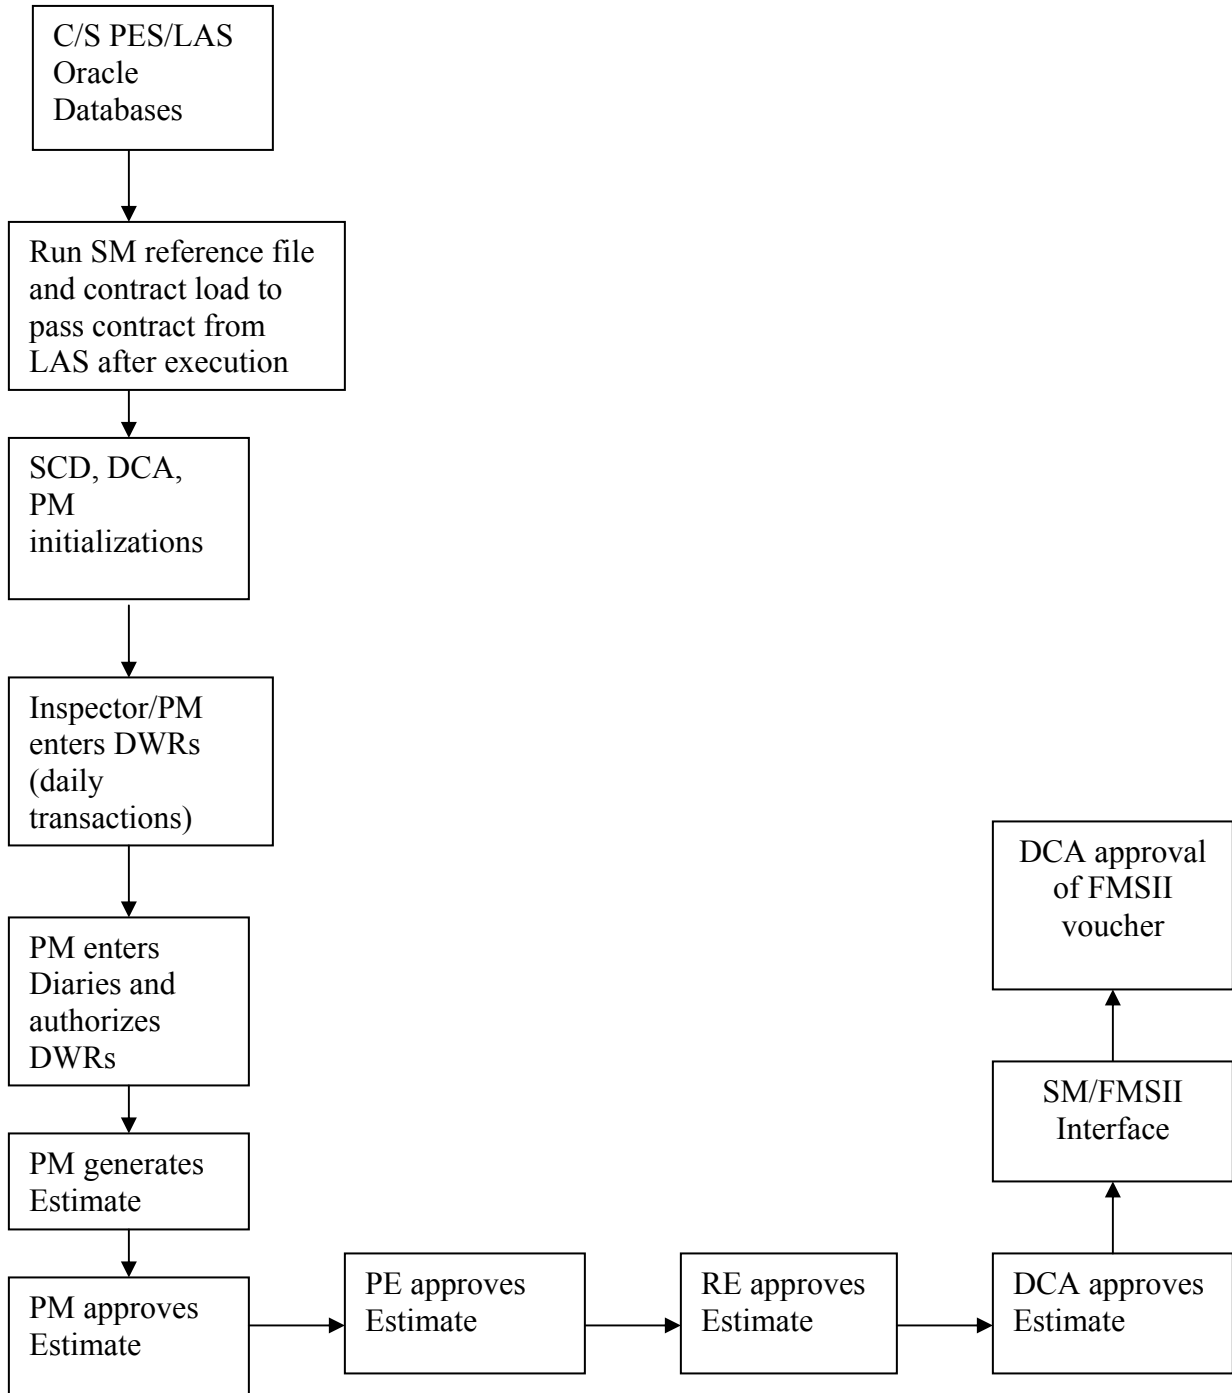 C/S PES/LAS
Oracle
Databases
Run SM reference file
and contract load to
pass contract from
LAS after execution
SCD, DCA,
PM
initializations
Inspector/PM
enters DWRs
(daily
transactions)
PM enters
Diaries and
authorizes
DWRs
PM generates
Estimate
PM approves
Estimate
PE approves
Estimate
RE approves
Estimate
DCA approves
Estimate
SM/FMSII
Interface
DCA approval
of FMSII
voucher